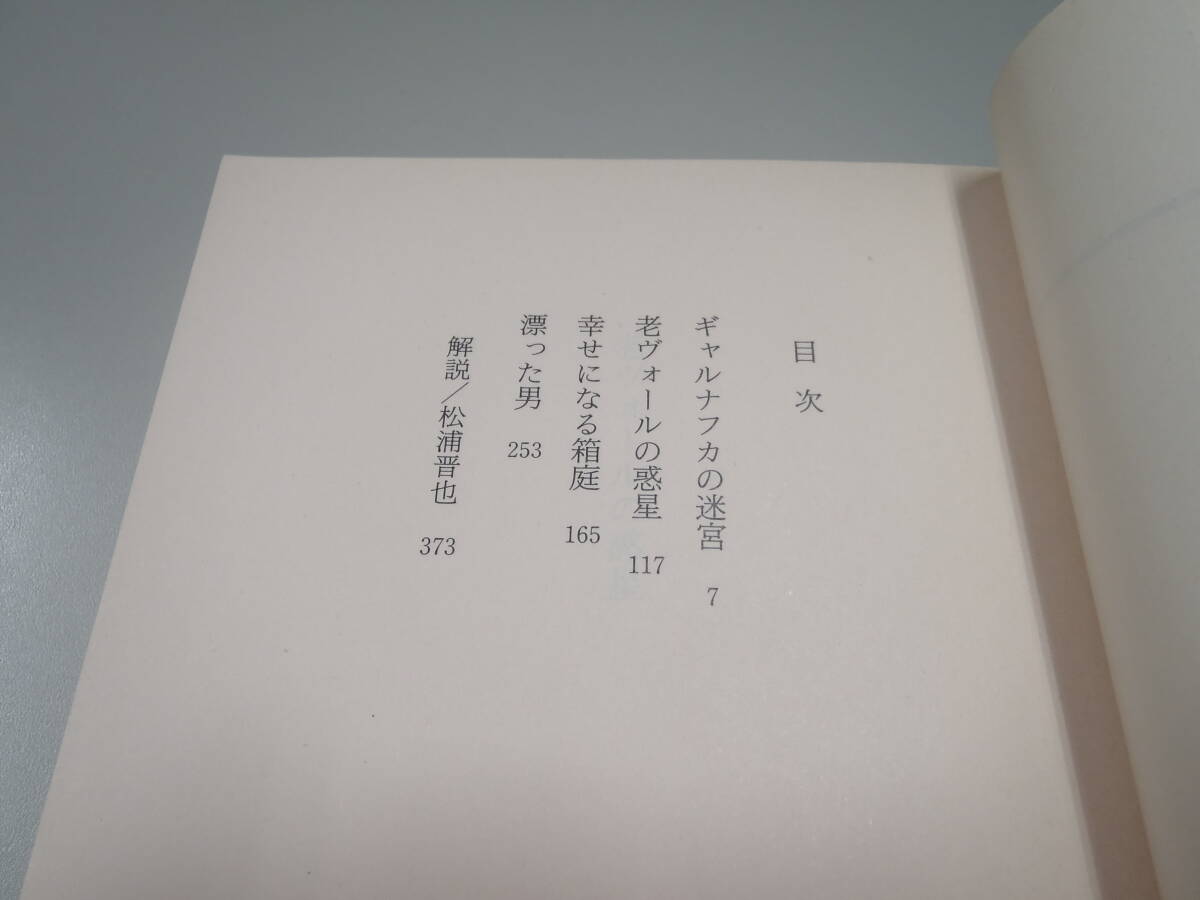 目次
ギャルナフカの迷宮 7
老ヴォールの惑星 117
幸せになる箱庭 165
漂った男 253
解説／松浦晋也 373